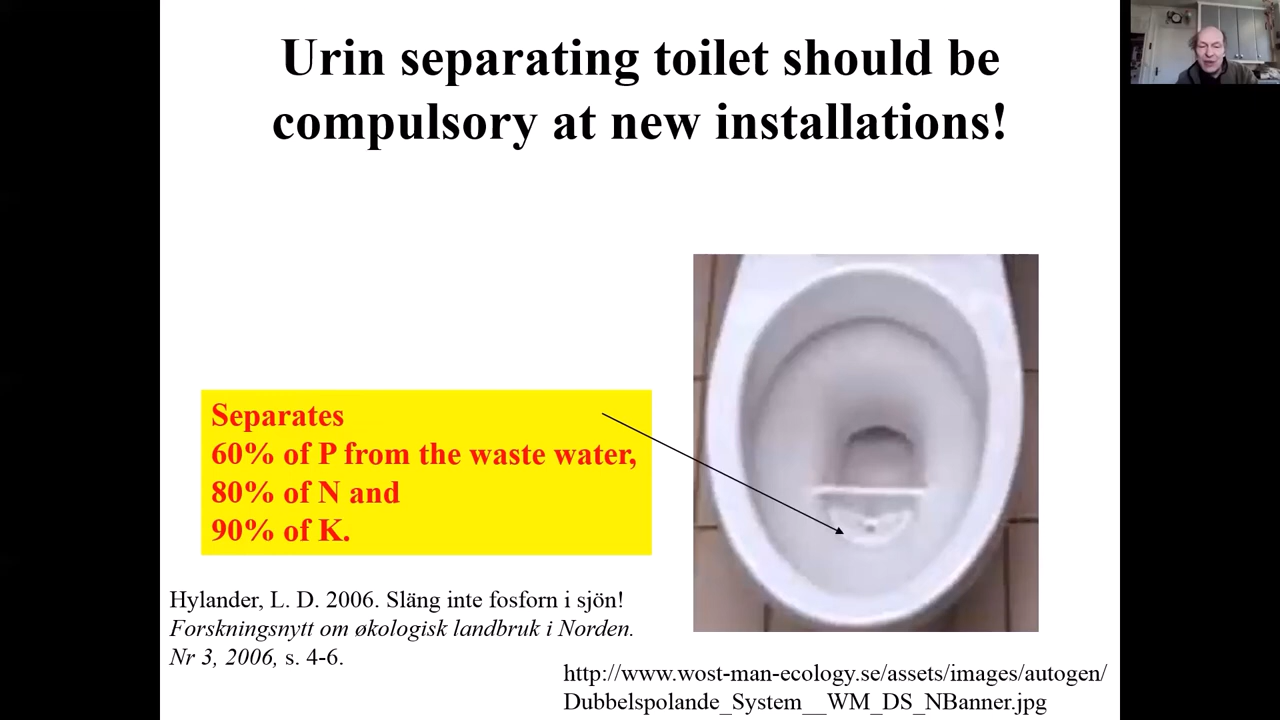 Urin separating toilet should be
compulsory at new installations!
Separates
60% of P from the waste water,
80% of N and
90% of K.
Hylander, L. D. 2006. Släng inte fosforn i sjön!
Forskningsnytt om økologisk landbruk i Norden.
Nr 3, 2006, s. 4-6.
http://www.wost-man-ecology.se/assets/images/autogen/
Dubbelspolande_System__WM_DS_NBanner.jpg